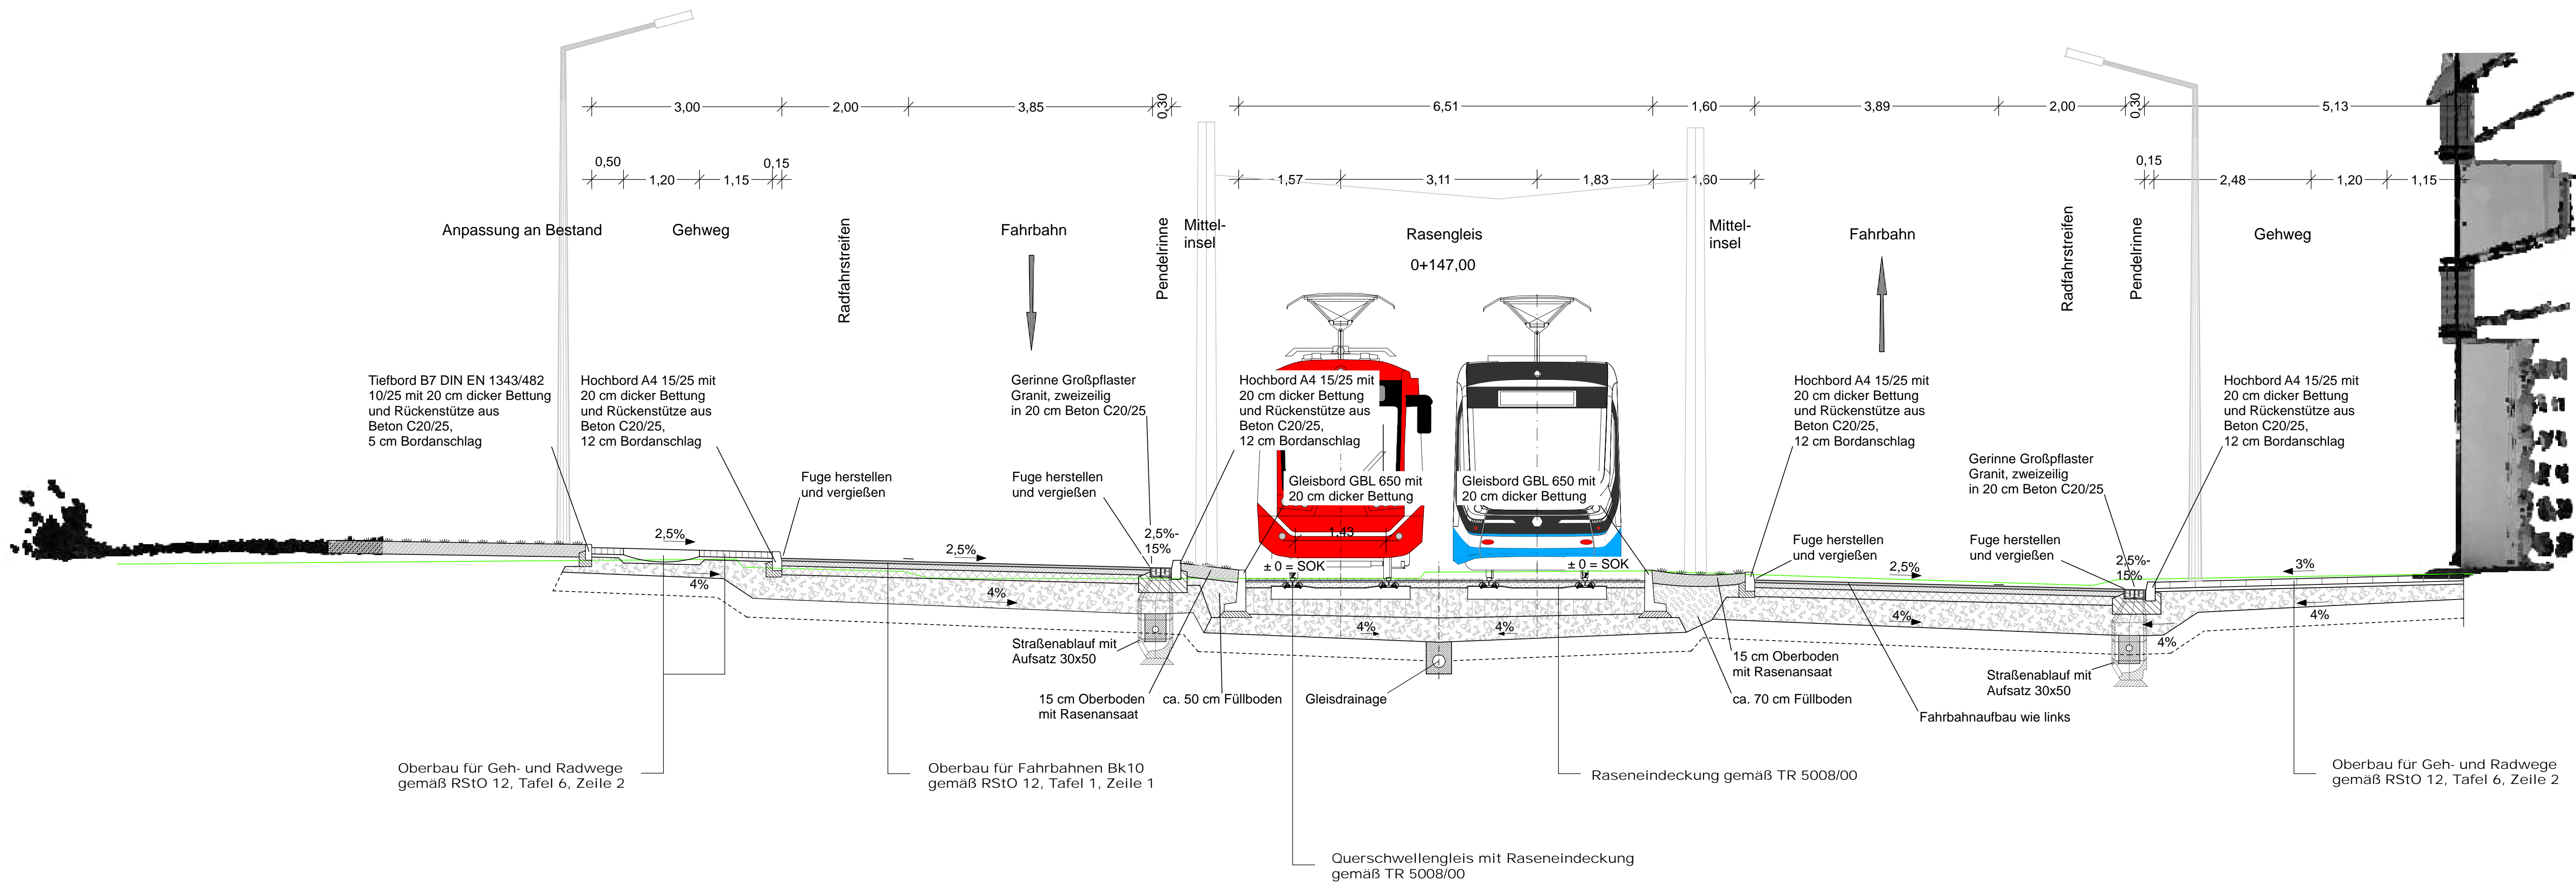 3,00
2,00
3,85
0,30
6,51
1,60
3,89
2,00
0,30
5,13
0,50
1,20
1,15
0,15
1,57
3,11
1,83
1,60
0,15
2,48
1,20
1,15
Anpassung an Bestand
Gehweg
Radfahrstreifen
Fahrbahn
Pendelrinne
Mittel-
insel
Rasengleis
0+147,00
Mittel-
insel
Fahrbahn
Radfahrstreifen
Pendelrinne
Gehweg
Tiefbord B7 DIN EN 1343/482
10/25 mit 20 cm dicker Bettung
und Rückenstütze aus
Beton C20/25,
5 cm Bordanschlag
Hochbord A4 15/25 mit
20 cm dicker Bettung
und Rückenstütze aus
Beton C20/25,
12 cm Bordanschlag
Gerinne Großpflaster
Granit, zweizeilig
in 20 cm Beton C20/25
Hochbord A4 15/25 mit
20 cm dicker Bettung
und Rückenstütze aus
Beton C20/25,
12 cm Bordanschlag
Hochbord A4 15/25 mit
20 cm dicker Bettung
und Rückenstütze aus
Beton C20/25,
12 cm Bordanschlag
Hochbord A4 15/25 mit
20 cm dicker Bettung
und Rückenstütze aus
Beton C20/25,
12 cm Bordanschlag
Fuge herstellen
und vergießen
Fuge herstellen
und vergießen
Gleisbord GBL 650 mit
20 cm dicker Bettung
Gleisbord GBL 650 mit
20 cm dicker Bettung
Gerinne Großpflaster
Granit, zweizeilig
in 20 cm Beton C20/25
Fuge herstellen
und vergießen
Fuge herstellen
und vergießen
2,5%
2,5%
2,5%-
15%
1,43
± 0 = SOK
± 0 = SOK
2,5%
2,5%-
15%
3%
4%
4%
4%
4%
4%
4%
4%
Straßenablauf mit
Aufsatz 30x50
15 cm Oberboden
mit Rasenansaat
ca. 50 cm Füllboden
Gleisdrainage
15 cm Oberboden
mit Rasenansaat
ca. 70 cm Füllboden
Fahrbahnaufbau wie links
Straßenablauf mit
Aufsatz 30x50
Oberbau für Geh- und Radwege
gemäß RStO 12, Tafel 6, Zeile 2
Oberbau für Fahrbahnen Bk10
gemäß RStO 12, Tafel 1, Zeile 1
Raseneindeckung gemäß TR 5008/00
Oberbau für Geh- und Radwege
gemäß RStO 12, Tafel 6, Zeile 2
Querschwellengleis mit Raseneindeckung
gemäß TR 5008/00